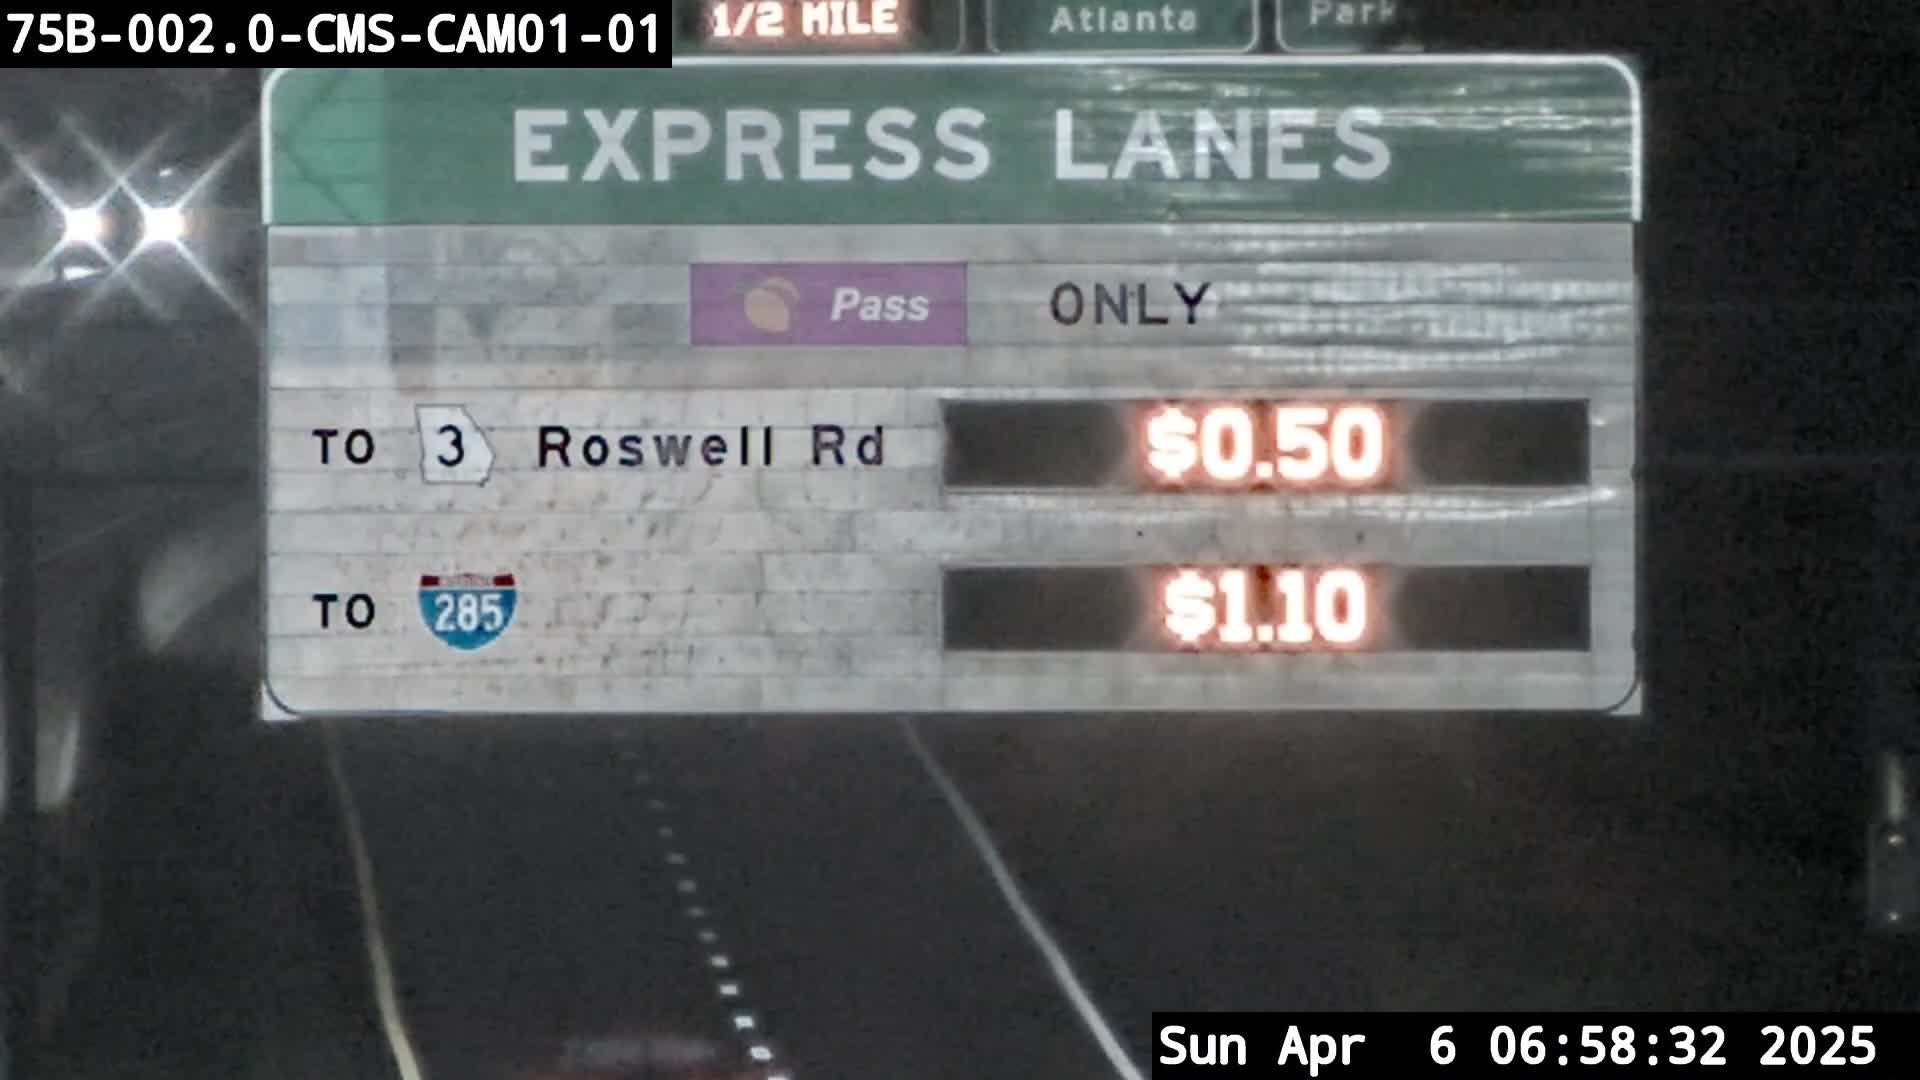 75B-002.0-CMS-CAM01-01
1/2 MILE
Atlanta
Park
EXPRESS LANES
Pass ONLY
TO 3 Roswell Rd $0.50
TO 285 $1.10
Sun Apr 6 06:58:32 2025